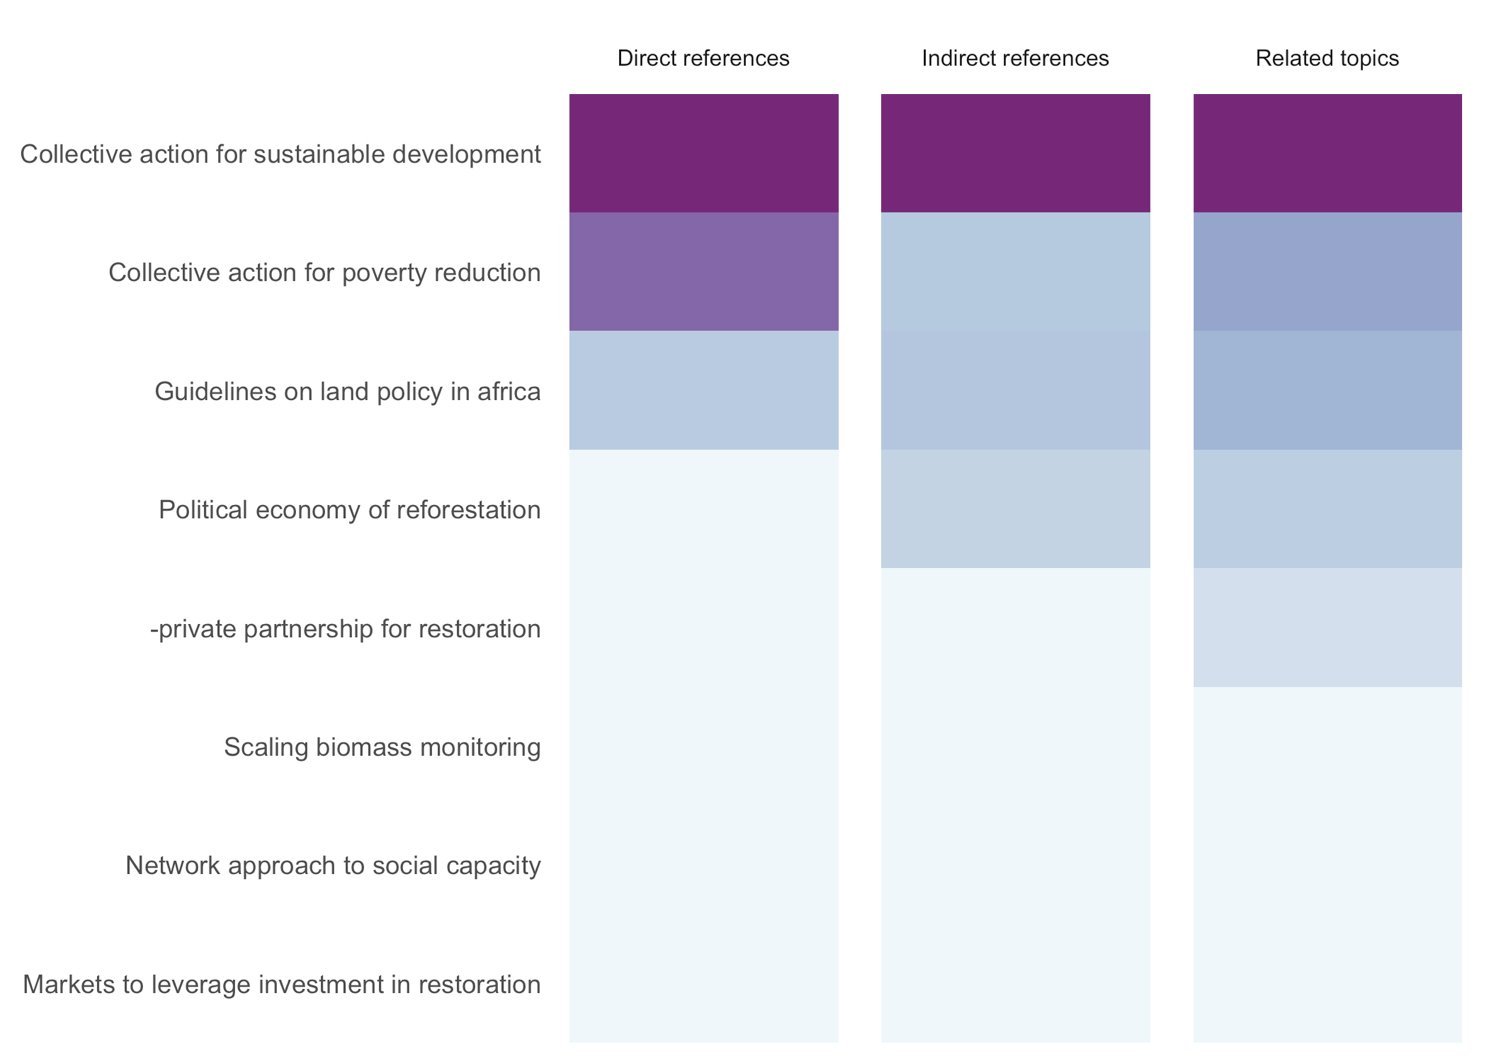 Direct references Indirect references Related topics
Collective action for sustainable development
Collective action for poverty reduction
Guidelines on land policy in africa
Political economy of reforestation
-private partnership for restoration
Scaling biomass monitoring
Network approach to social capacity
Markets to leverage investment in restoration